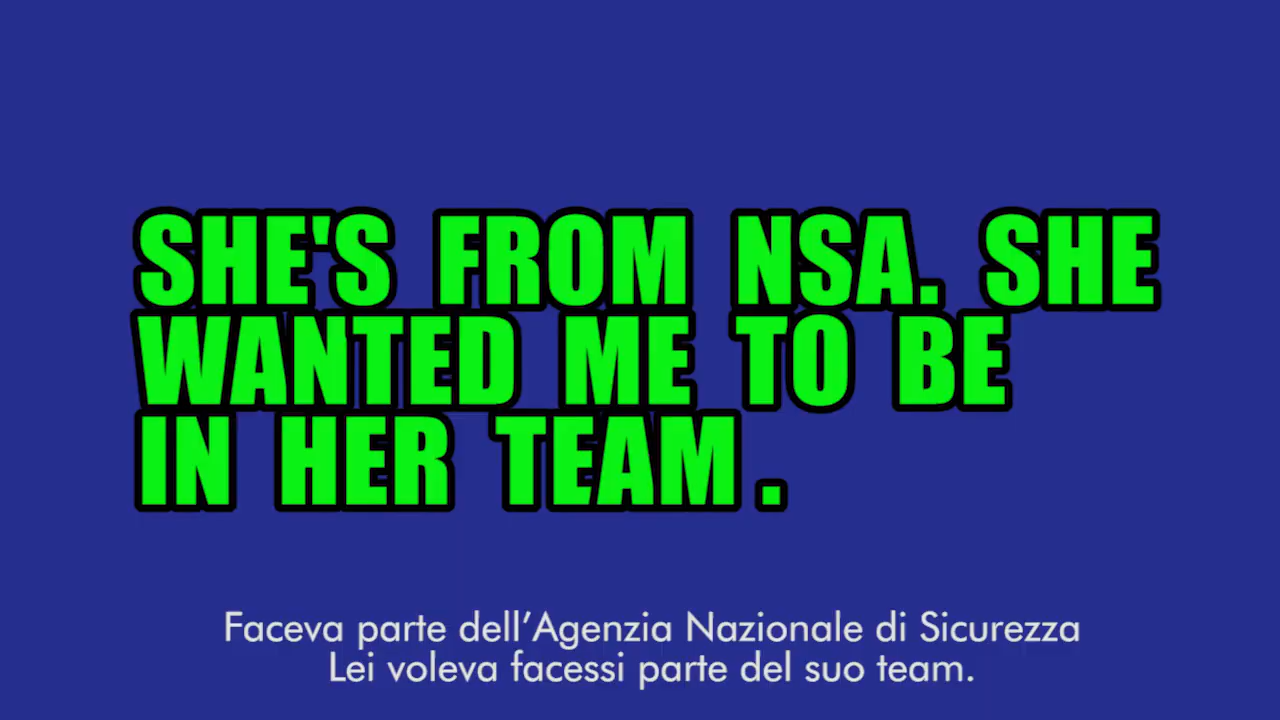 SHE'S FROM NSA. SHE
WANTED ME TO BE
IN HER TEAM.
Faceva parte dell’Agenzia Nazionale di Sicurezza
Lei voleva facessi parte del suo team.